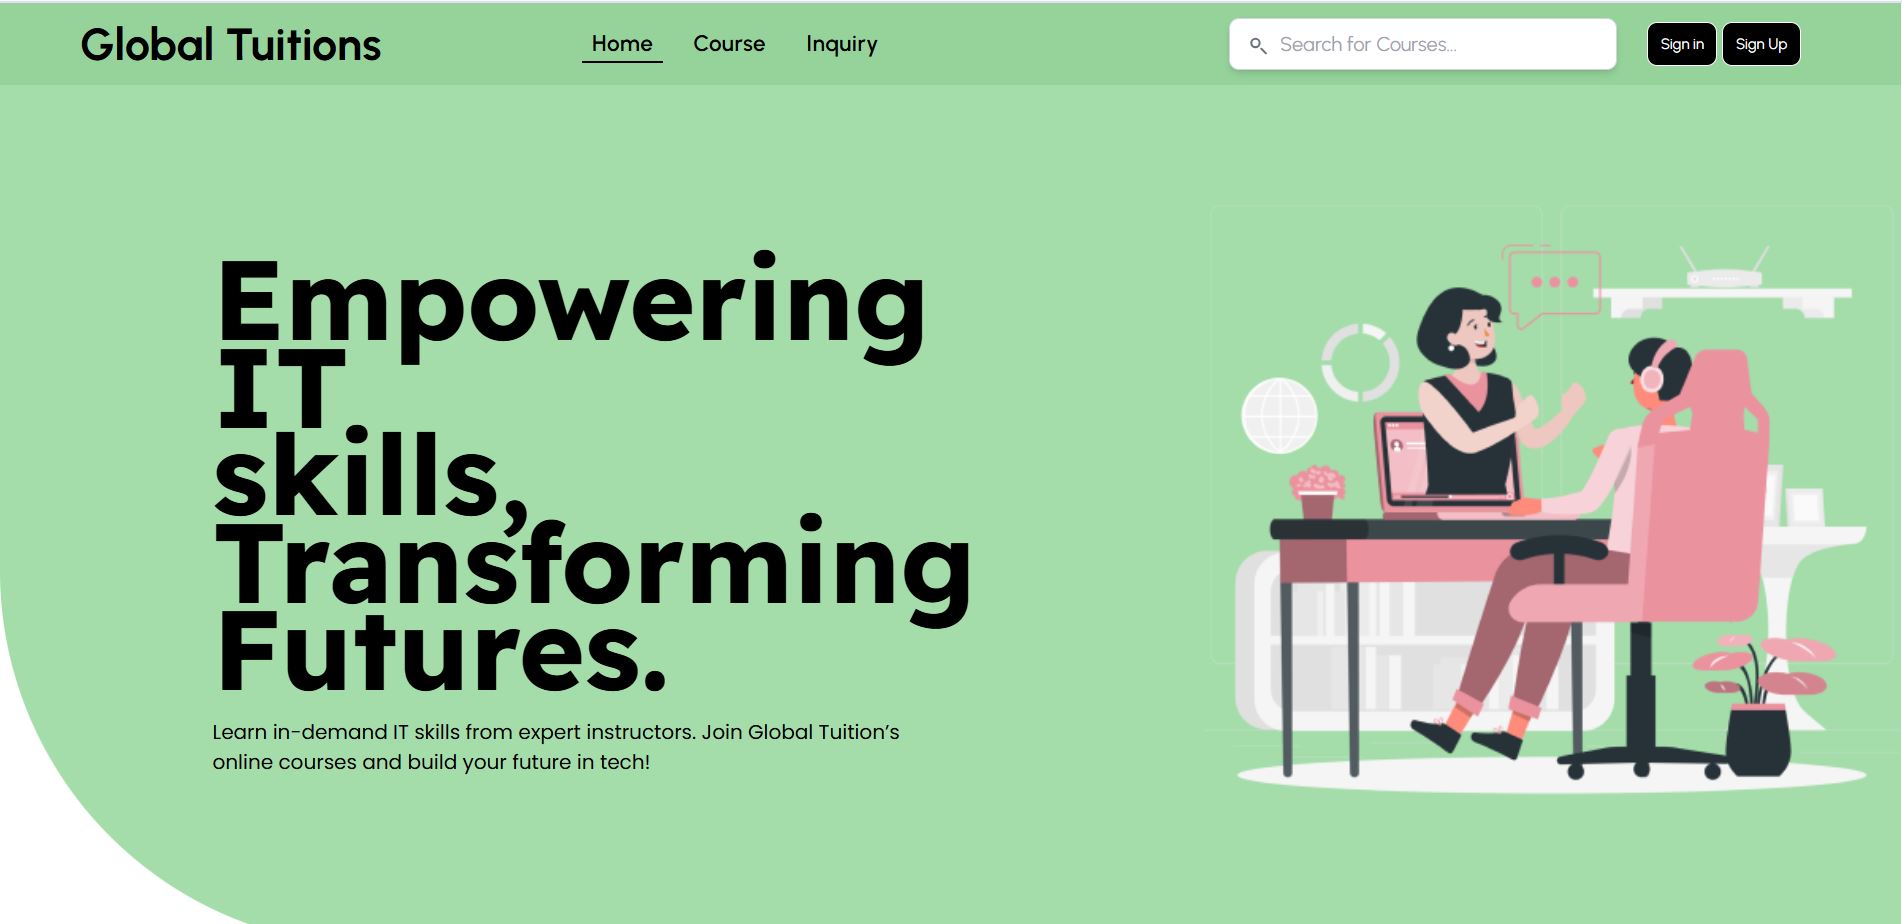 Global Tuitions
Home
Course
Inquiry
Search for Courses...
Sign in
Sign Up
Empowering
IT
skills,
Transforming
Futures.
Learn in-demand IT skills from expert instructors. Join Global Tuition’s
online courses and build your future in tech!